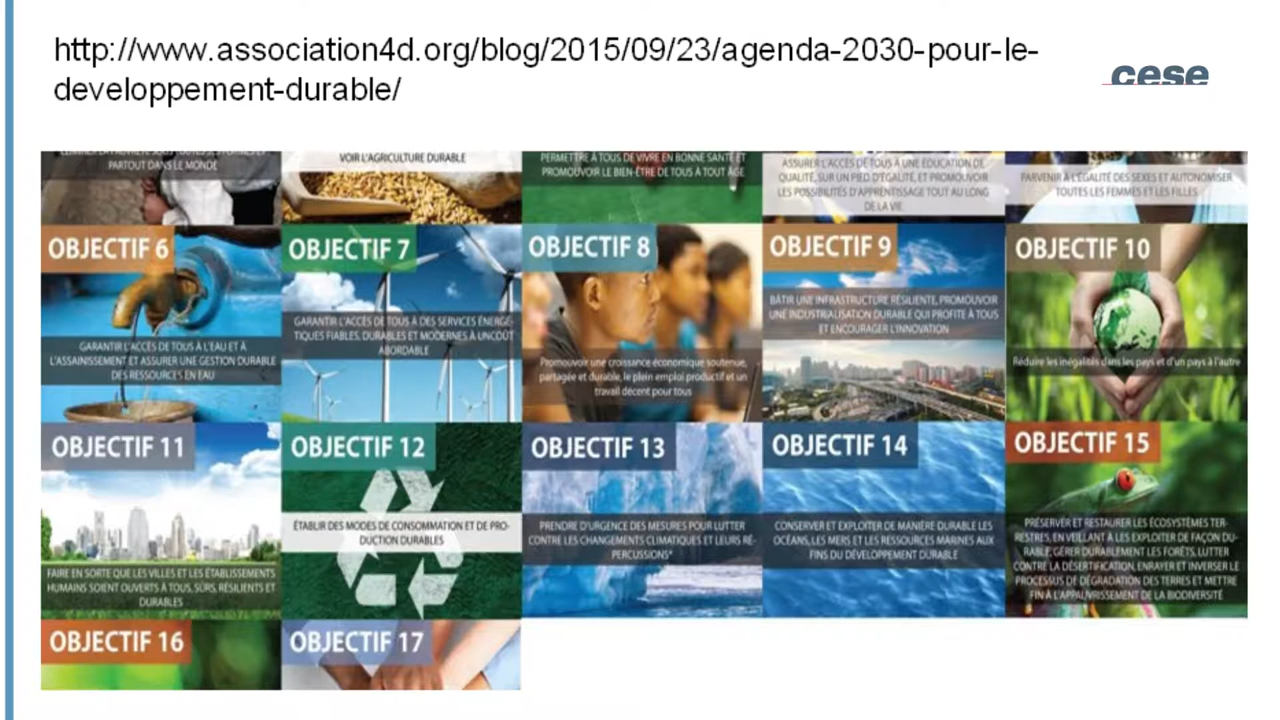 http://www.association4d.org/blog/2015/09/23/agenda-2030-pour-le-
developpement-durable/
cese
PARTOUT DANS LE MONDE
VOIR L'AGRICULTURE DURABLE
PERMETTRE À TOUS DE VIVRE EN BONNE SANTÉ ET
PROMOUVOIR LE BIEN-ÊTRE DE TOUS À TOUT ÂGE
ASSURER L'ACCÈS DE TOUS À UNE ÉDUCATION DE
QUALITÉ, SUR UN PIED D'ÉGALITÉ, ET PROMOUVOIR
LES POSSIBILITÉS D'APPRENTISSAGE TOUT AU LONG
DE LA VIE
PARVENIR À L'ÉGALITÉ DES SEXES ET AUTONOMISER
TOUTES LES FEMMES ET LES FILLES
OBJECTIF 6
GARANTIR L'ACCÈS DE TOUS À L'EAU ET À
L'ASSAINISSEMENT ET ASSURER UNE GESTION DURABLE
DES RESSOURCES EN EAU
OBJECTIF 7
GARANTIR L'ACCÈS DE TOUS À DES SERVICES ÉNERGÉ-
TIQUES FIABLES, DURABLES ET MODERNES À UN COÛT
ABORDABLE
OBJECTIF 8
Promouvoir une croissance économique soutenue,
partagée et durable, le plein emploi productif et un
travail décent pour tous
OBJECTIF 9
BÂTIR UNE INFRASTRUCTURE RÉSILIENTE, PROMOUVOIR
UNE INDUSTRIALISATION DURABLE QUI PROFITE À TOUS
ET ENCOURAGER L'INNOVATION
OBJECTIF 10
Réduire les inégalités dans les pays et d'un pays à l'autre
OBJECTIF 11
FAIRE EN SORTE QUE LES VILLES ET LES ÉTABLISSEMENTS
HUMAINS SOIENT OUVERTS À TOUS, SÛRS, RÉSILIENTS ET
DURABLES
OBJECTIF 12
ÉTABLIR DES MODES DE CONSOMMATION ET DE PRO-
DUCTION DURABLES
OBJECTIF 13
PRENDRE D'URGENCE DES MESURES POUR LUTTER
CONTRE LES CHANGEMENTS CLIMATIQUES ET LEURS RÉ-
PERCUSSIONS*
OBJECTIF 14
CONSERVER ET EXPLOITER DE MANIÈRE DURABLE LES
OCÉANS, LES MERS ET LES RESSOURCES MARINES AUX
FINS DU DÉVELOPPEMENT DURABLE
OBJECTIF 15
PRÉSERVER ET RESTAURER LES ÉCOSYSTÈMES TER-
RESTRES, EN VEILLANT À LES EXPLOITER DE FAÇON DU-
RABLE, GÉRER DURABLEMENT LES FORÊTS, LUTTER
CONTRE LA DÉSERTIFICATION, ENRAYER ET INVERSER LE
PROCESSUS DE DÉGRADATION DES TERRES ET METTRE
FIN À L'APPAUVRISSEMENT DE LA BIODIVERSITÉ
OBJECTIF 16
OBJECTIF 17